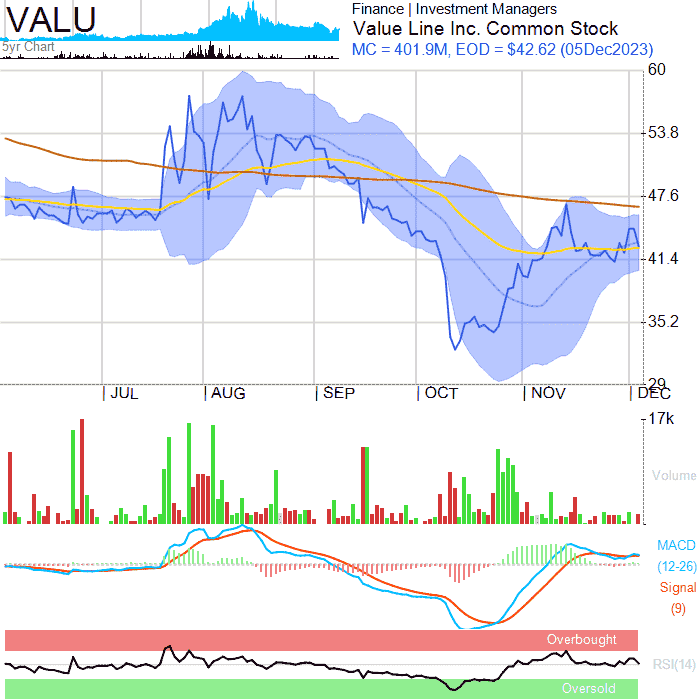 VALU
5yr Chart
Finance | Investment Managers
Value Line Inc. Common Stock
MC = 401.9M, EOD = $42.62 (05Dec2023)
60
53.8
47.6
41.4
35.2
29
JUL
AUG
SEP
OCT
NOV
DEC
17k
Volume
MACD
(12-26)
Signal
(9)
Overbought
RSI(14)
Oversold